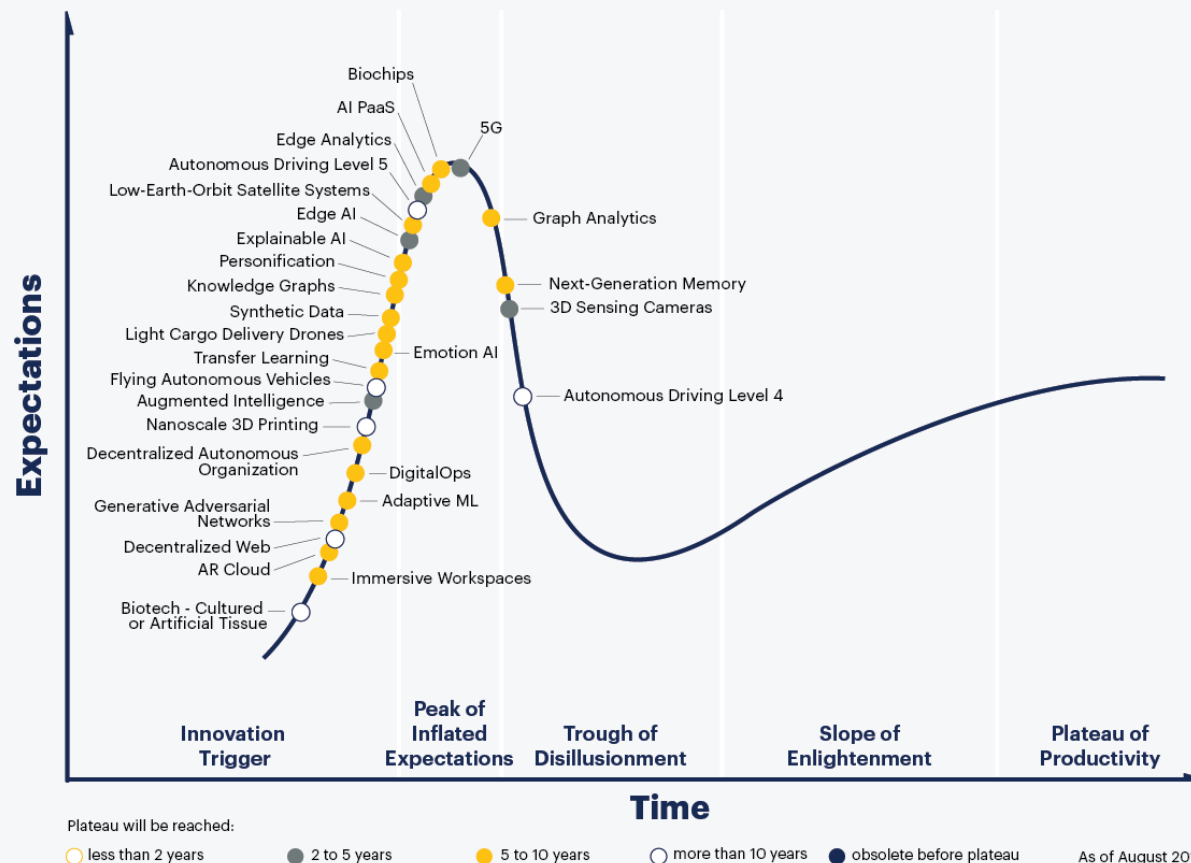 Biochips
AI PaaS
5G
Edge Analytics
Autonomous Driving Level 5
Low-Earth-Orbit Satellite Systems
Edge AI
Graph Analytics
Explainable AI
Personification
Knowledge Graphs
Next-Generation Memory
Synthetic Data
3D Sensing Cameras
Light Cargo Delivery Drones
Emotion AI
Transfer Learning
Flying Autonomous Vehicles
Augmented Intelligence
Autonomous Driving Level 4
Nanoscale 3D Printing
Decentralized Autonomous
Organization
DigitalOps
Adaptive ML
Generative Adversarial
Networks
Decentralized Web
AR Cloud
Immersive Workspaces
Biotech - Cultured
or Artificial Tissue
Expectations
Innovation
Trigger
Peak of
Inflated
Expectations
Trough of
Disillusionment
Slope of
Enlightenment
Plateau of
Productivity
Time
Plateau will be reached:
less than 2 years
2 to 5 years
5 to 10 years
more than 10 years
obsolete before plateau
As of August 20